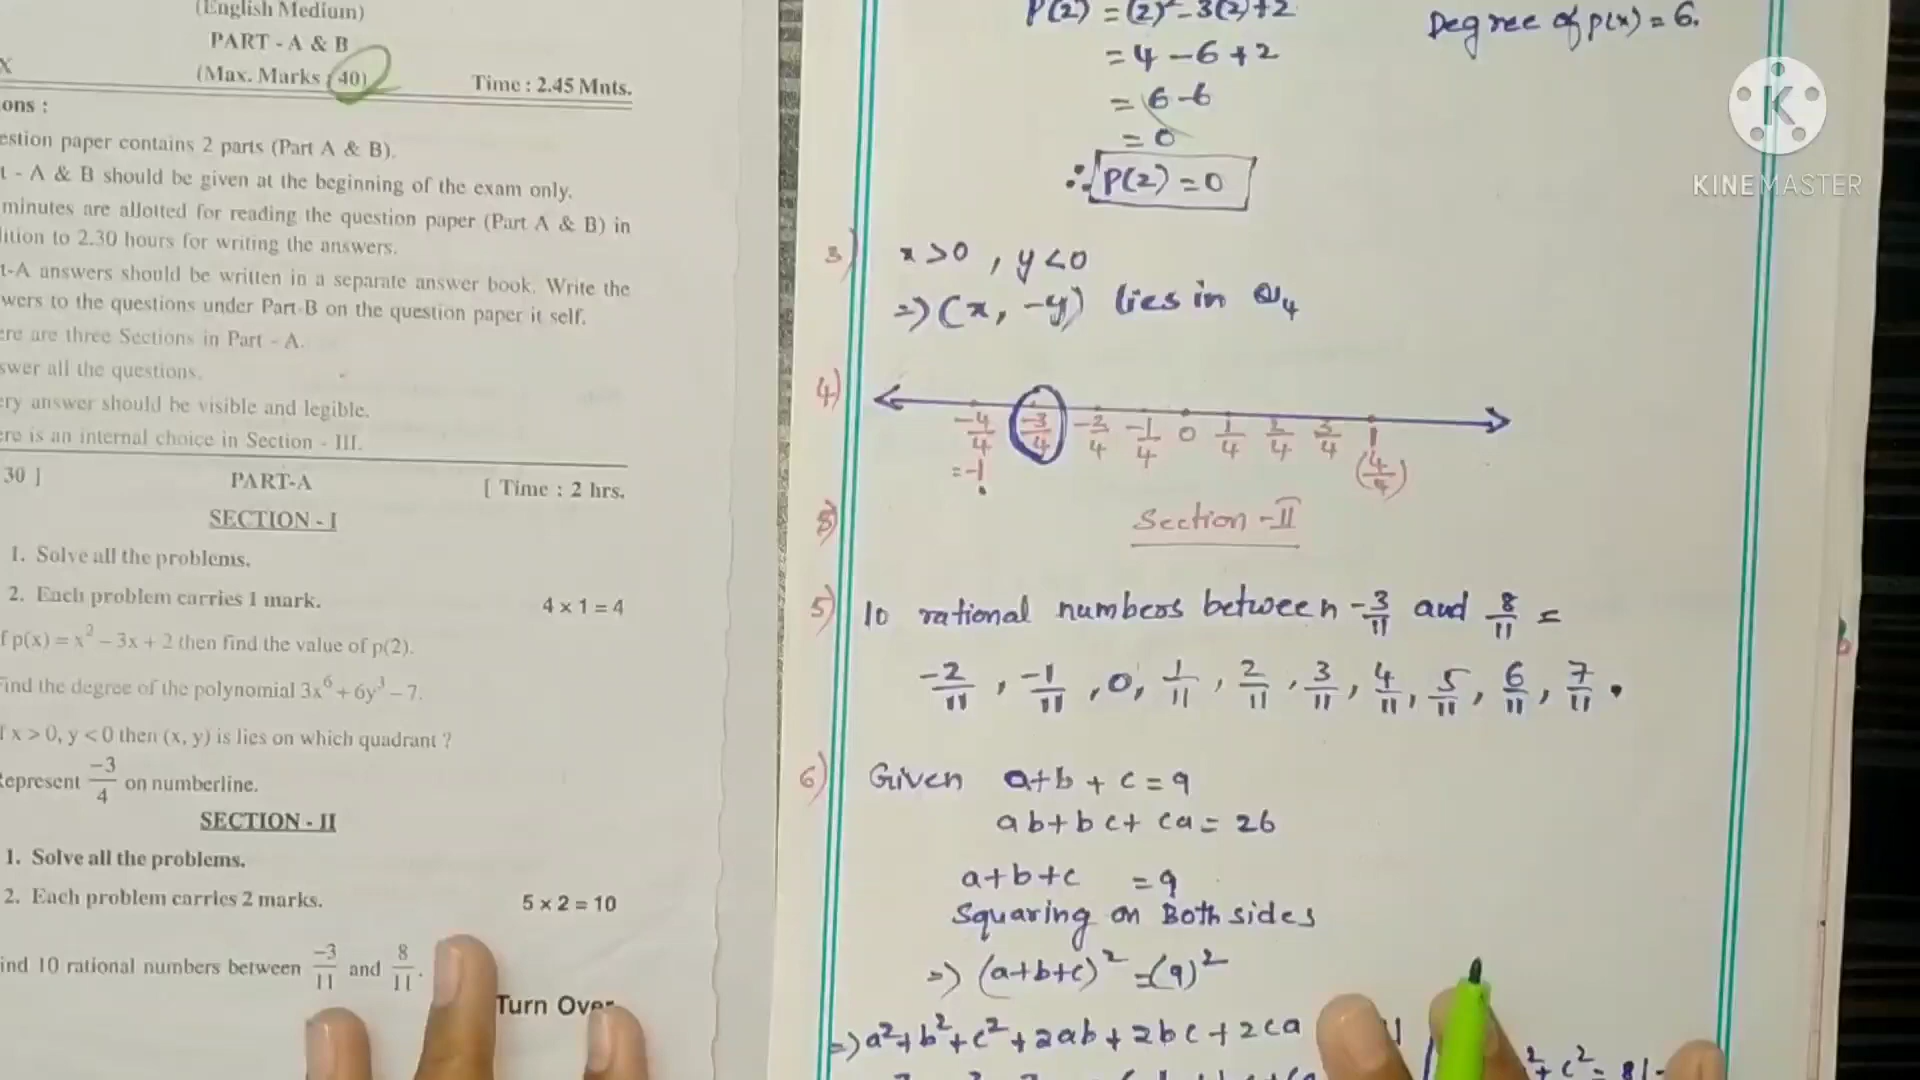 (English Medium)
PART - A & B
X (Max. Marks : 40) Time : 2.45 Mnts.
ons :
estion paper contains 2 parts (Part A & B).
t - A & B should be given at the beginning of the exam only.
minutes are allotted for reading the question paper (Part A & B) in
lition to 2.30 hours for writing the answers.
t-A answers should be written in a separate answer book. Write the
wers to the questions under Part-B on the question paper it self.
ere are three Sections in Part - A.
swer all the questions.
ery answer should be visible and legible.
ere is an internal choice in Section - III.
30 ] PART-A [ Time : 2 hrs.
SECTION - I
1. Solve all the problems.
2. Each problem carries 1 mark. 4 x 1 = 4
f p(x) = x² − 3x + 2 then find the value of p(2).
Find the degree of the polynomial 3x⁶ + 6y³ − 7.
f x > 0, y < 0 then (x, y) is lies on which quadrant ?
Represent -3/4 on numberline.
SECTION - II
1. Solve all the problems.
2. Each problem carries 2 marks. 5 x 2 = 10
ind 10 rational numbers between -3/11 and 8/11.
Turn Over
P(2) = (2)² - 3(2) + 2
= 4 - 6 + 2
= 6 - 6
= 0
∴ P(2) = 0
Degree of p(x) = 6.
K
KINEMASTER
3) x > 0 , y < 0
=> (x, -y) lies in Q4
4) -4/4 -3/4 -2/4 -1/4 0 1/4 2/4 3/4 1
= -1 (4/4)
Section - II
5) 10 rational numbers between -3/11 and 8/11 =
-2/11 , -1/11 , 0, 1/11 , 2/11 , 3/11 , 4/11 , 5/11 , 6/11 , 7/11 .
6) Given a+b+c = 9
ab+bc+ca = 26
a+b+c = 9
Squaring on Both sides
=> (a+b+c)² = (9)²
=> a²+b²+c²+2ab+2bc+2ca
²+c² = 81-